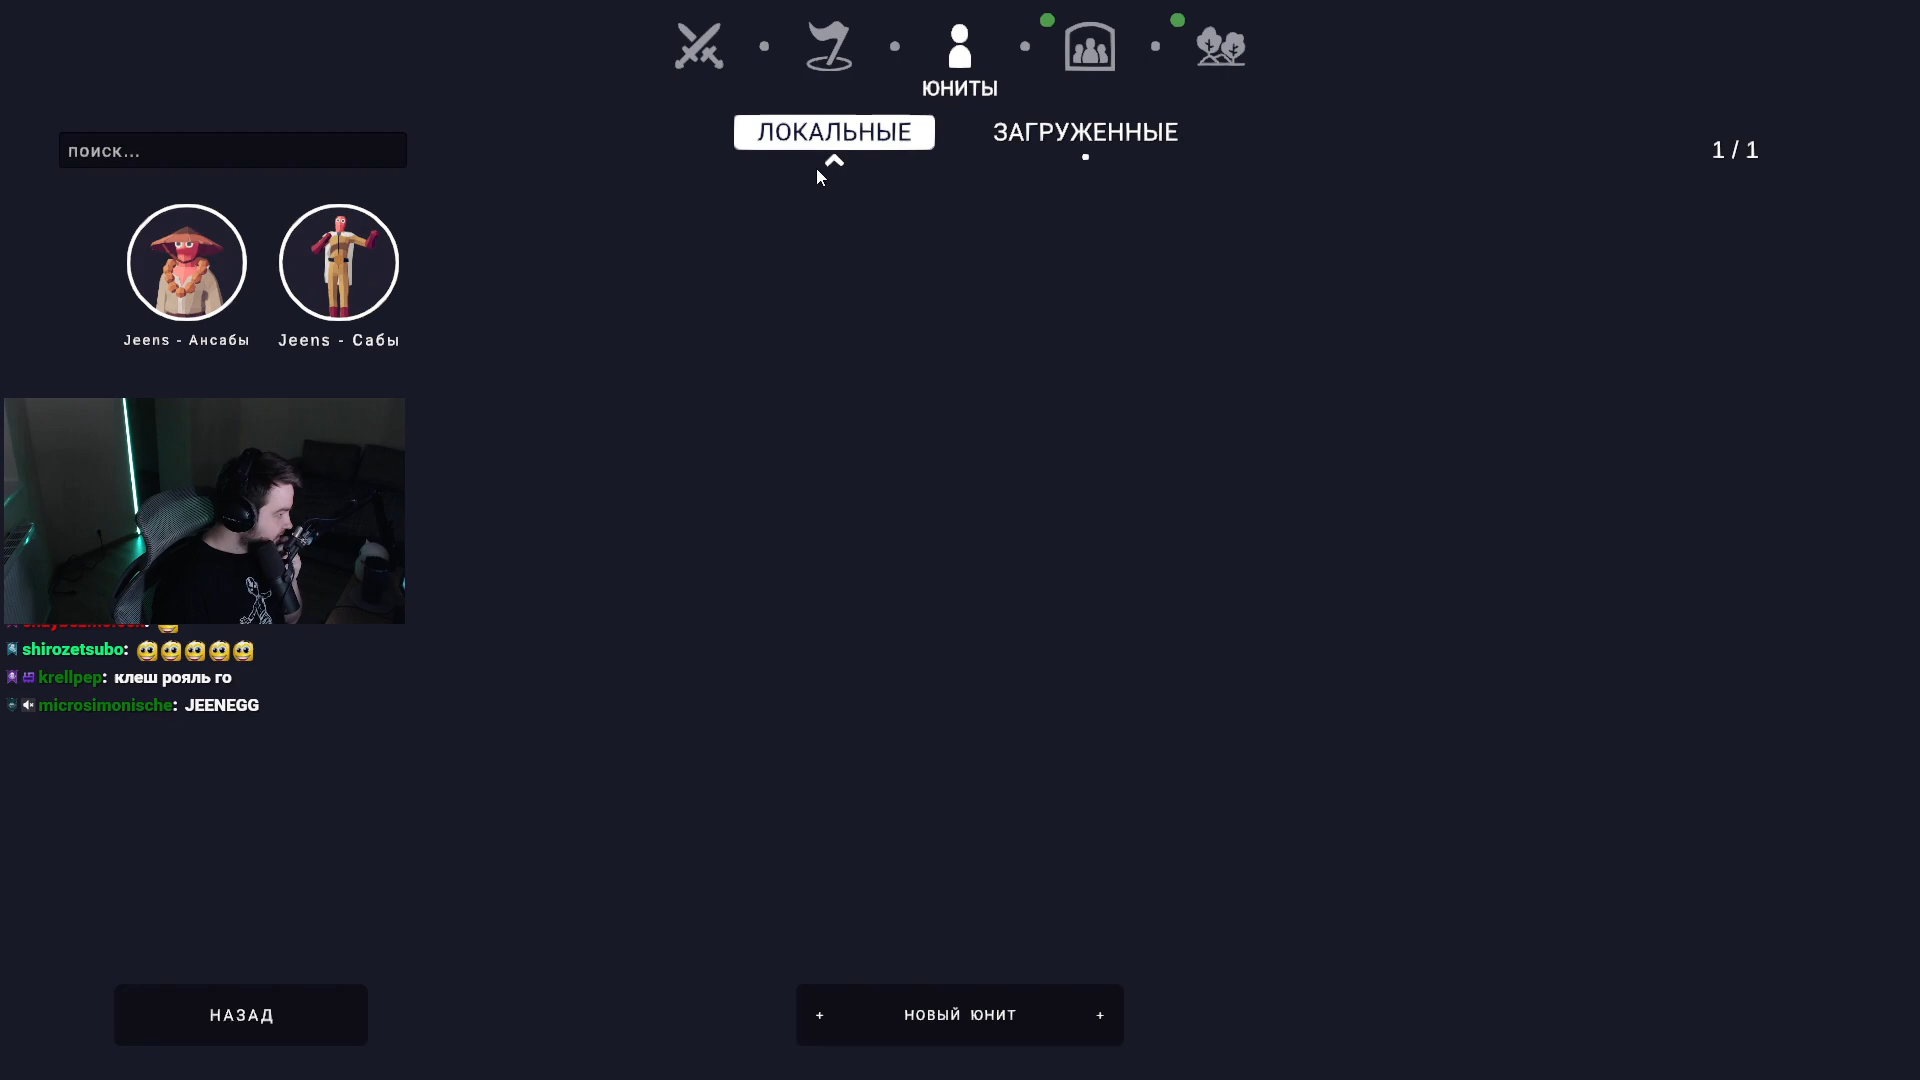 ЮНИТЫ
ЛОКАЛЬНЫЕ
ЗАГРУЖЕННЫЕ
поиск...
1 / 1
Jeens - Ансабы
Jeens - Сабы
shirozetsubo:
krellpep: клеш рояль го
microsimonische: JEENEGG
НАЗАД
+ НОВЫЙ ЮНИТ +